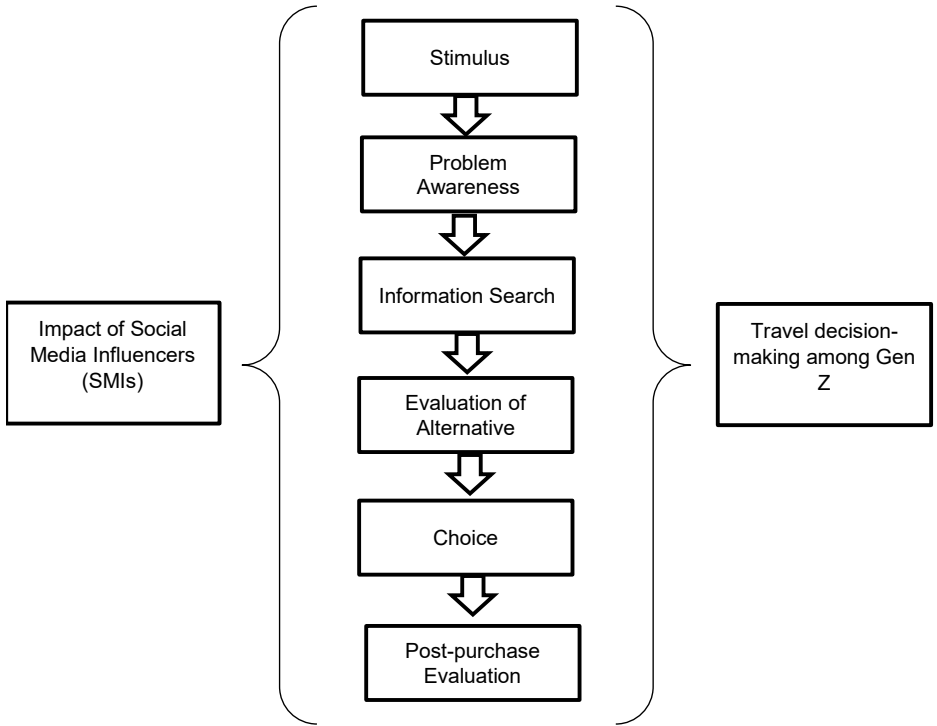 Stimulus
Problem
Awareness
Information Search
Evaluation of
Alternative
Choice
Post-purchase
Evaluation
Impact of Social
Media Influencers
(SMIs)
Travel decision-
making among Gen
Z